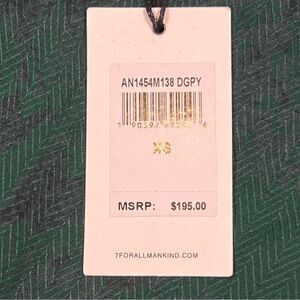 AN1454M138 DGPY
XS
MSRP: $195.00
7FORALLMANKIND.COM